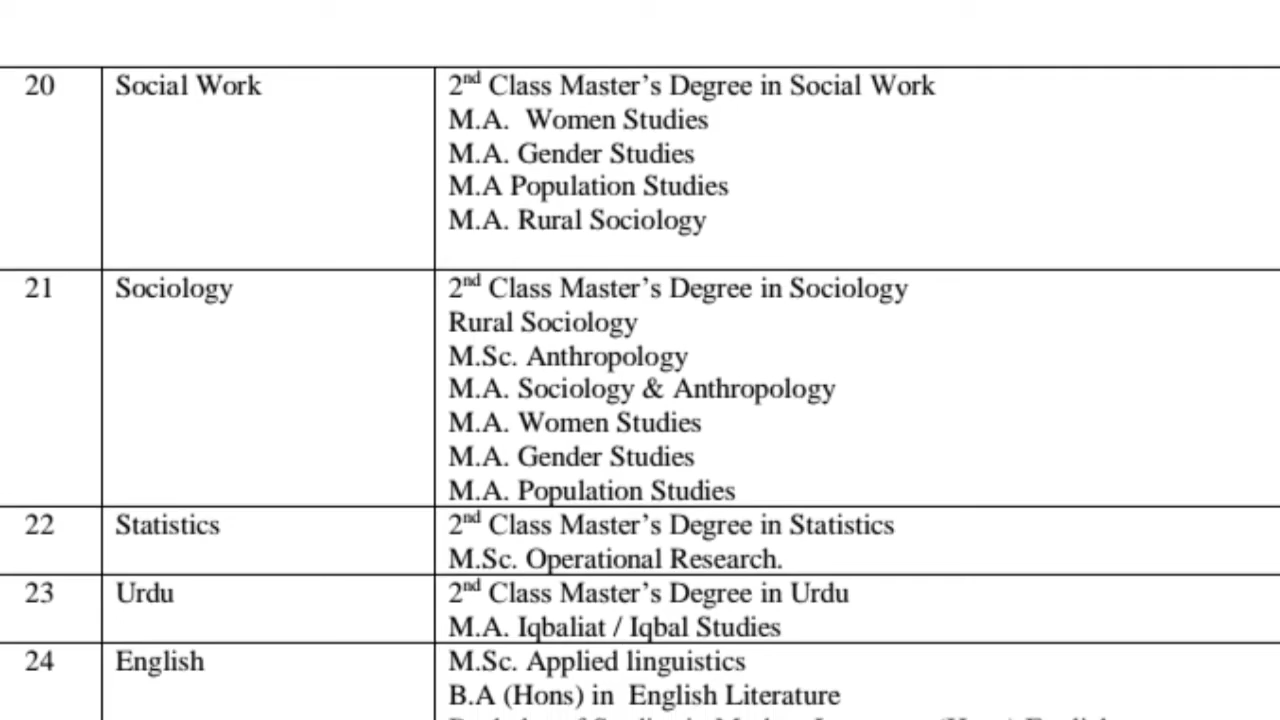 20 Social Work 2nd Class Master's Degree in Social Work
M.A. Women Studies
M.A. Gender Studies
M.A Population Studies
M.A. Rural Sociology
21 Sociology 2nd Class Master's Degree in Sociology
Rural Sociology
M.Sc. Anthropology
M.A. Sociology & Anthropology
M.A. Women Studies
M.A. Gender Studies
M.A. Population Studies
22 Statistics 2nd Class Master's Degree in Statistics
M.Sc. Operational Research.
23 Urdu 2nd Class Master's Degree in Urdu
M.A. Iqbaliat / Iqbal Studies
24 English M.Sc. Applied linguistics
B.A (Hons) in English Literature